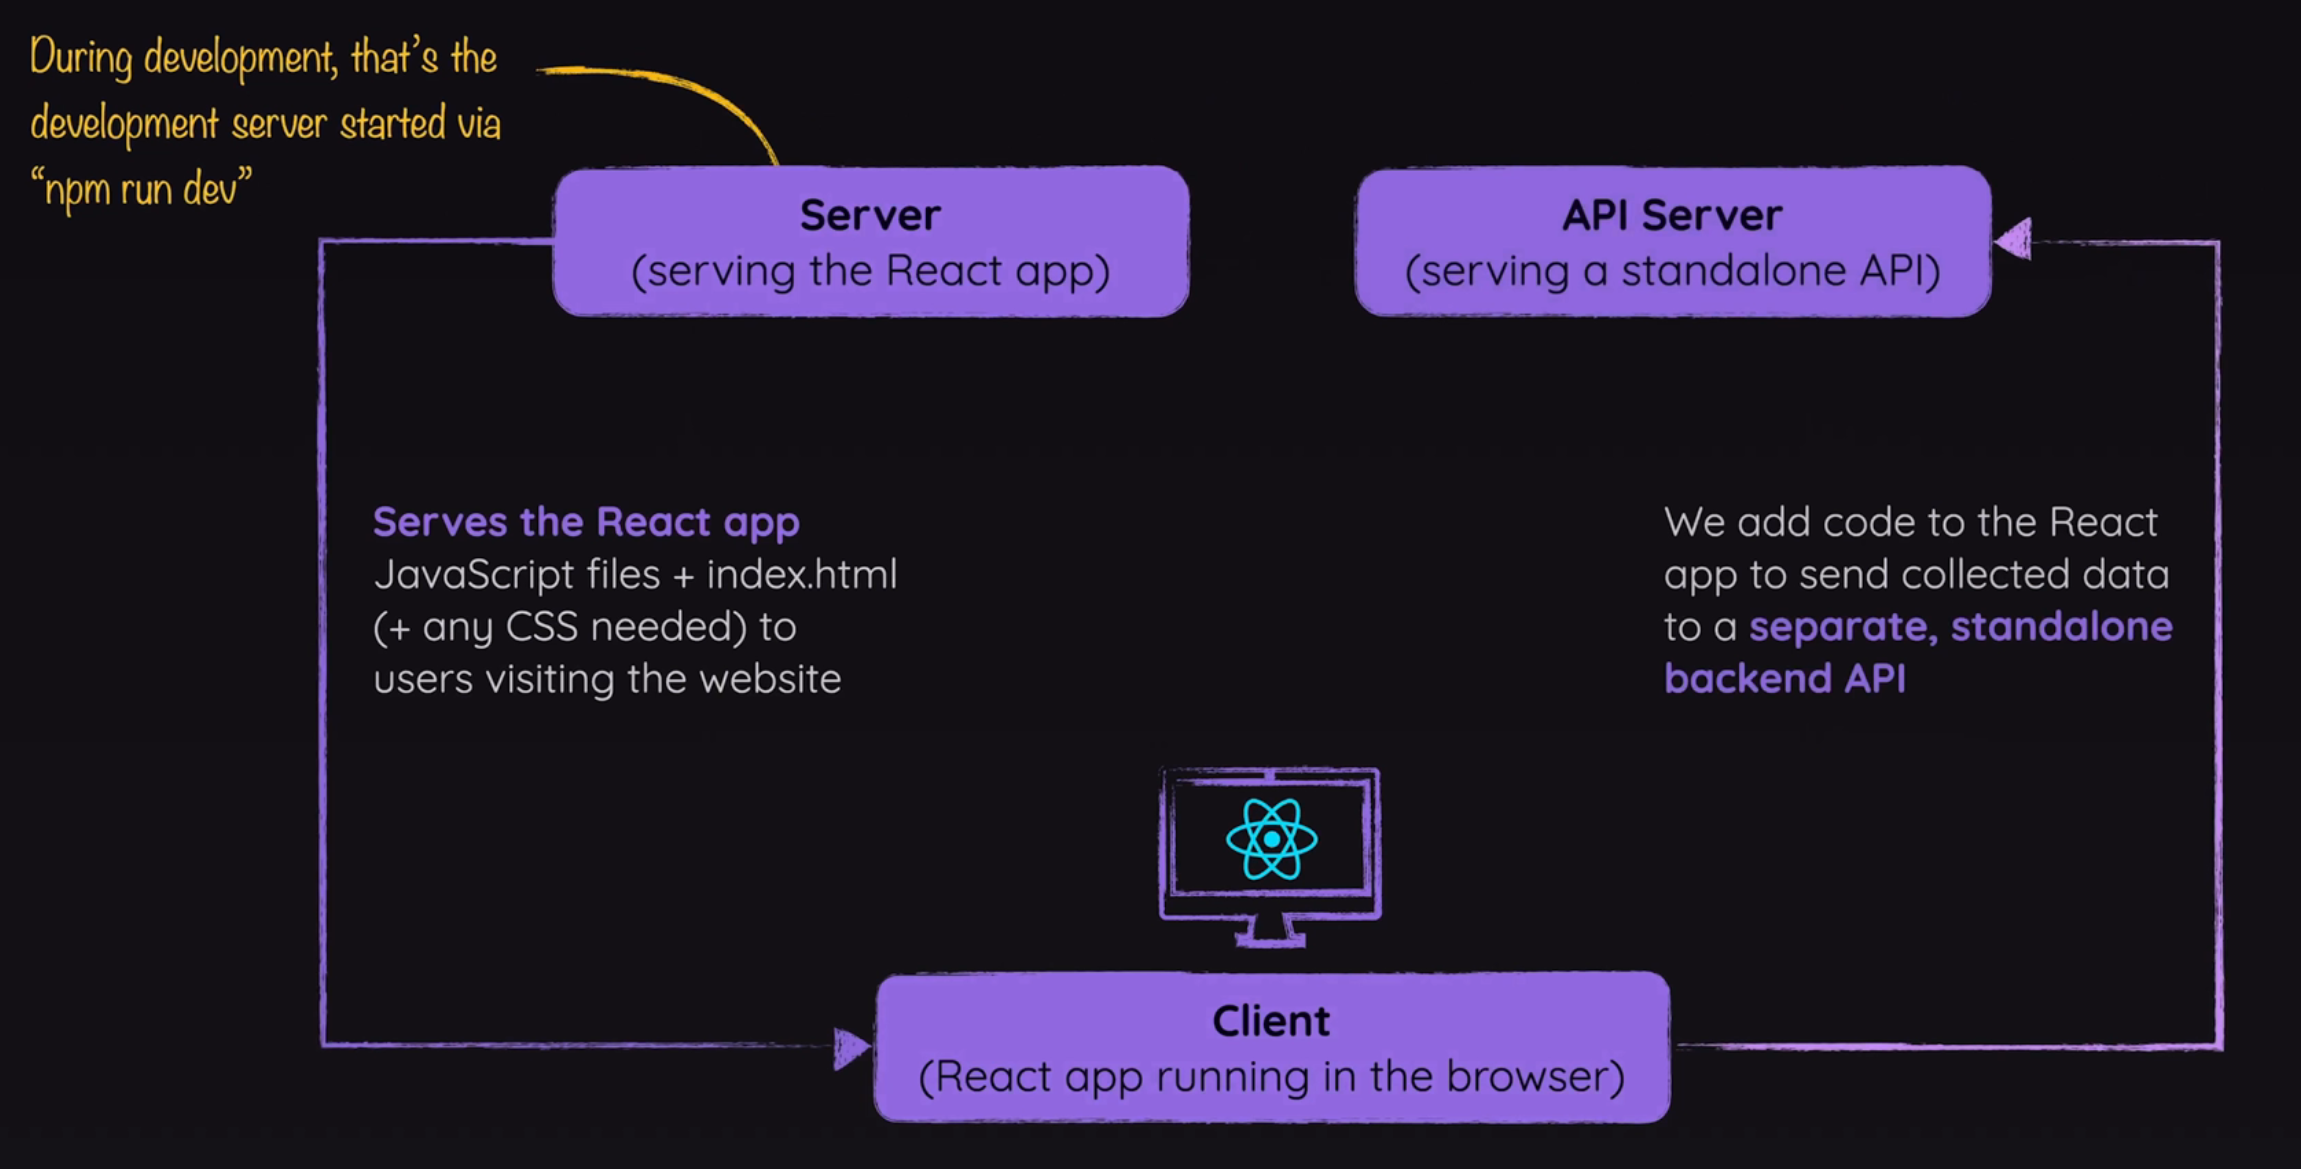 During development, that's the
development server started via
“npm run dev”
Server
(serving the React app)
API Server
(serving a standalone API)
Serves the React app
JavaScript files + index.html
(+ any CSS needed) to
users visiting the website
We add code to the React
app to send collected data
to a separate, standalone
backend API
Client
(React app running in the browser)